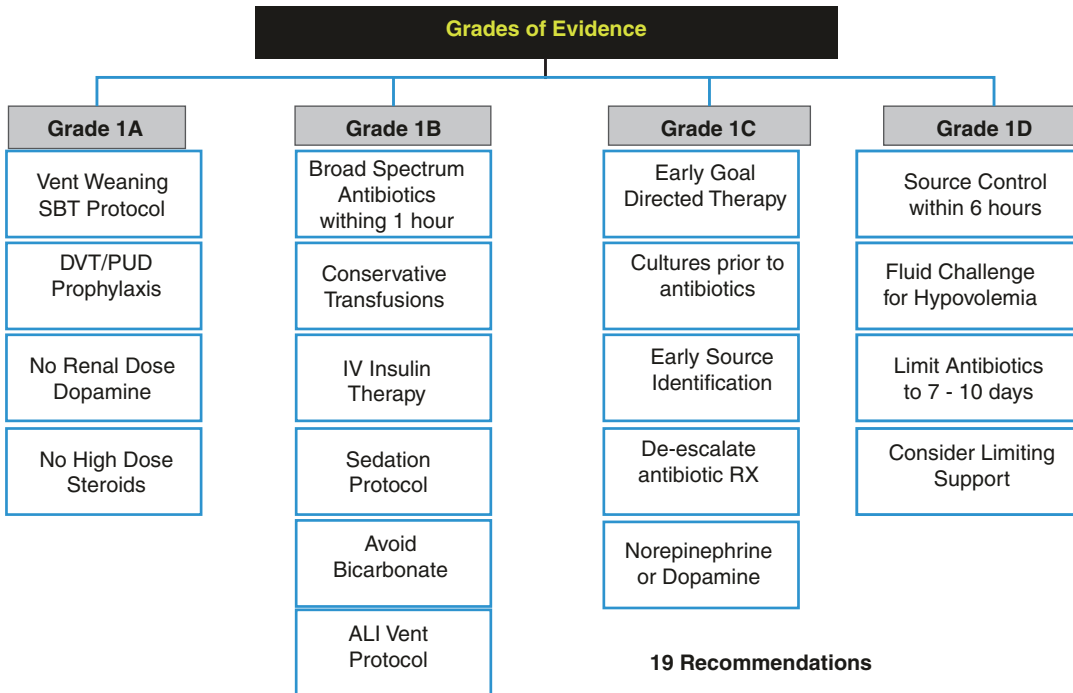 Grades of Evidence
Grade 1A
Vent Weaning
SBT Protocol
DVT/PUD
Prophylaxis
No Renal Dose
Dopamine
No High Dose
Steroids
Grade 1B
Broad Spectrum
Antibiotics
withing 1 hour
Conservative
Transfusions
IV Insulin
Therapy
Sedation
Protocol
Avoid
Bicarbonate
ALI Vent
Protocol
Grade 1C
Early Goal
Directed Therapy
Cultures prior to
antibiotics
Early Source
Identification
De-escalate
antibiotic RX
Norepinephrine
or Dopamine
Grade 1D
Source Control
within 6 hours
Fluid Challenge
for Hypovolemia
Limit Antibiotics
to 7 - 10 days
Consider Limiting
Support
19 Recommendations